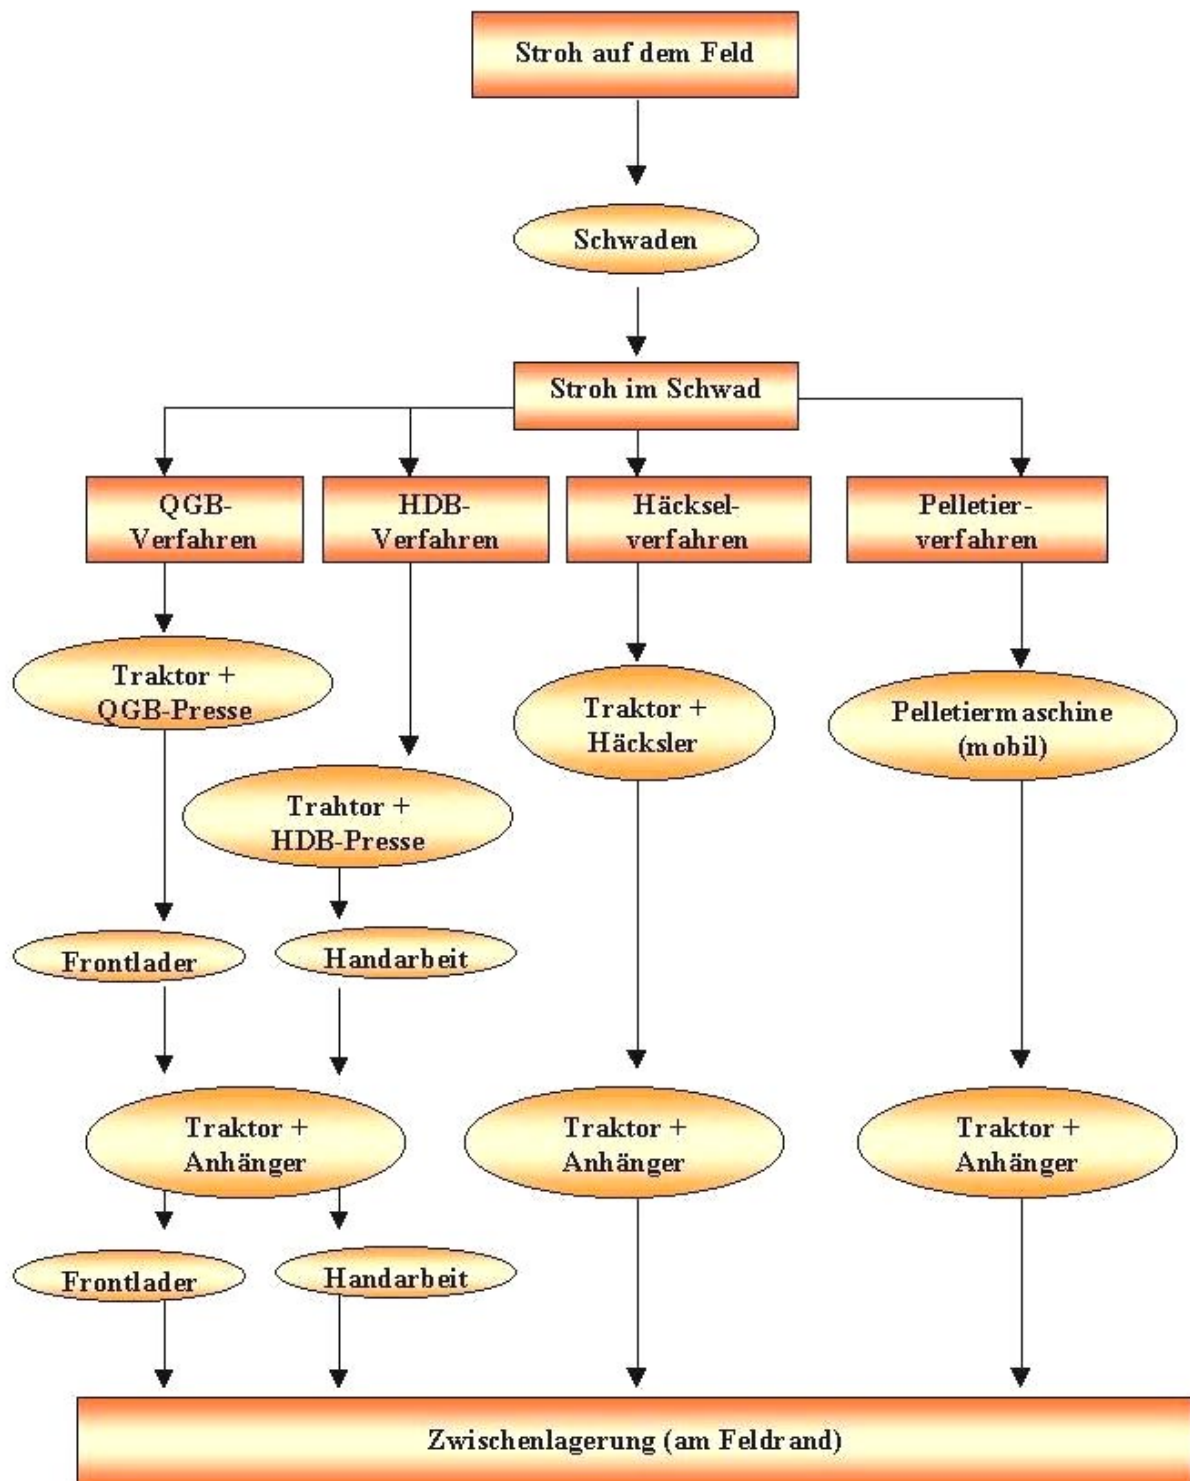 Stroh auf dem Feld
Schwaden
Stroh im Schwad
QGB-
Verfahren
HDB-
Verfahren
Häcksel-
verfahren
Pelletier-
verfahren
Traktor +
QGB-Presse
Traktor +
Häcksler
Pelletiermaschine
(mobil)
Trahtor +
HDB-Presse
Frontlader
Handarbeit
Traktor +
Anhänger
Traktor +
Anhänger
Traktor +
Anhänger
Frontlader
Handarbeit
Zwischenlagerung (am Feldrand)